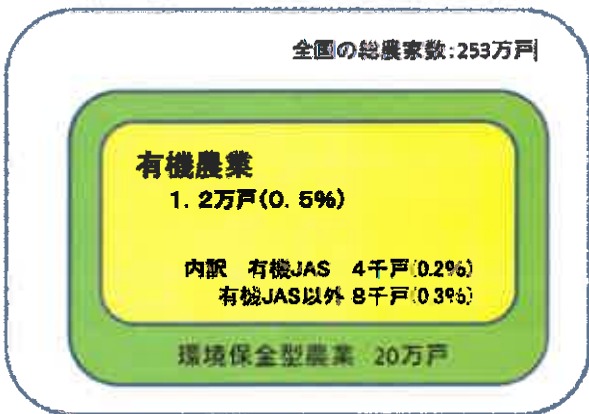 全国の総農家数:253万戸
有機農業
1．2万戸(0．5%)
内訳 有機JAS 4千戸(0.2%)
有機JAS以外 8千戸(0.3%)
環境保全型農業 20万戸